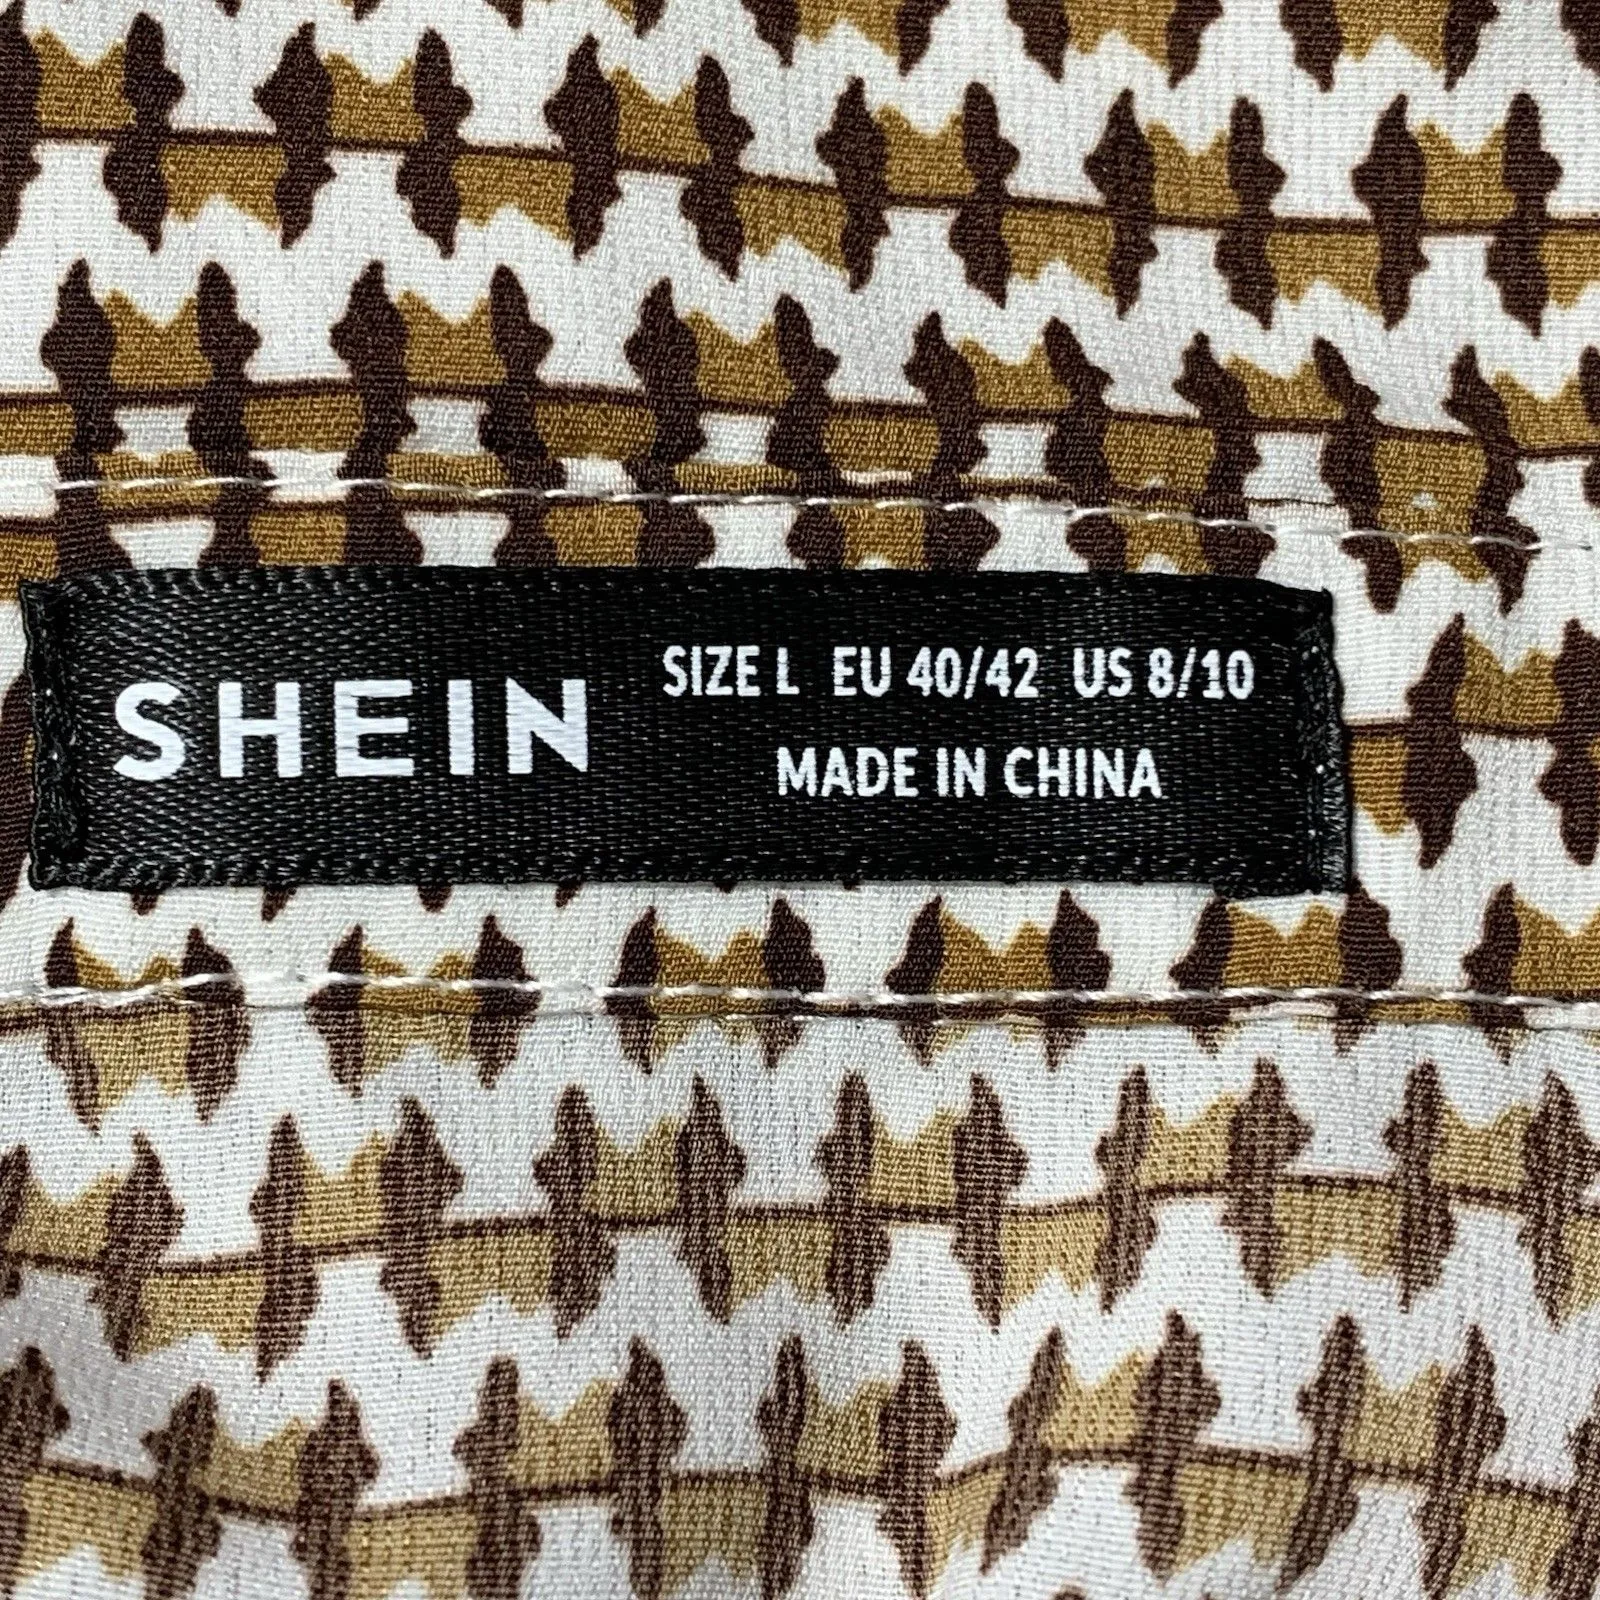 SHEIN
SIZE L EU 40/42 US 8/10
MADE IN CHINA